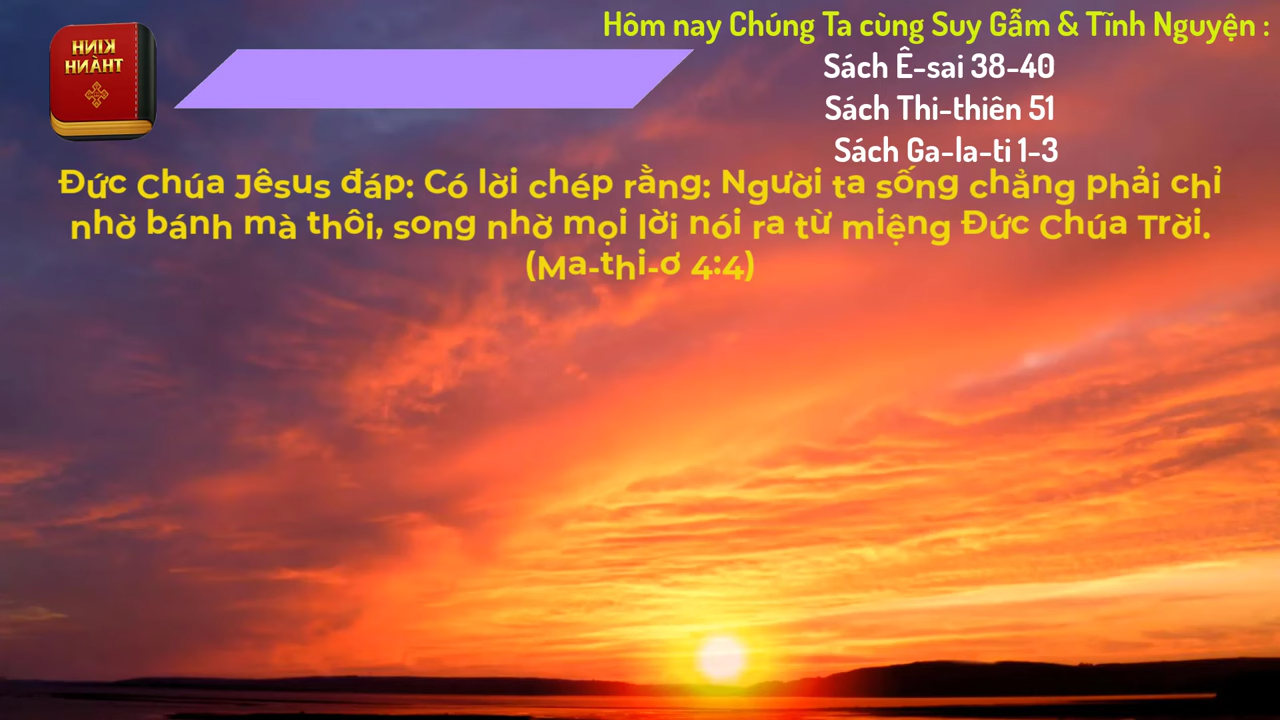 KINH
THÀNH
Hôm nay Chúng Ta cùng Suy Gẫm & Tĩnh Nguyện :
Sách Ê-sai 38-40
Sách Thi-thiên 51
Sách Ga-la-ti 1-3
Đức Chúa Jêsus đáp: Có lời chép rằng: Người ta sống chẳng phải chỉ
nhờ bánh mà thôi, song nhờ mọi lời nói ra từ miệng Đức Chúa Trời.
(Ma-thi-ơ 4:4)